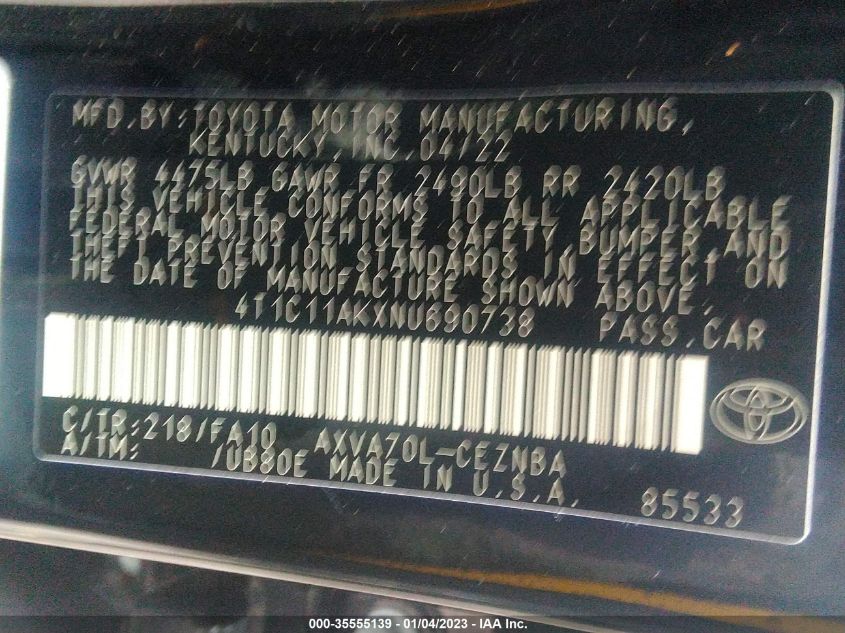 MFD.BY:TOYOTA MOTOR MANUFACTURING,
KENTUCKY, INC. 04/22
GVWR 4475LB GAWR FR 2490LB RR 2420LB
THIS VEHICLE CONFORMS TO ALL APPLICABLE
FEDERAL MOTOR VEHICLE SAFETY, BUMPER AND
THEFT PREVENTION STANDARDS IN EFFECT ON
THE DATE OF MANUFACTURE SHOWN ABOVE.
4T1C11AKXNU690738 PASS.CAR
C/TR:218/FA10 AXVA70L-CEZNBA
A/TM: /UB80E MADE IN U.S.A. 85533
000-35555139 - 01/04/2023 - IAA Inc.